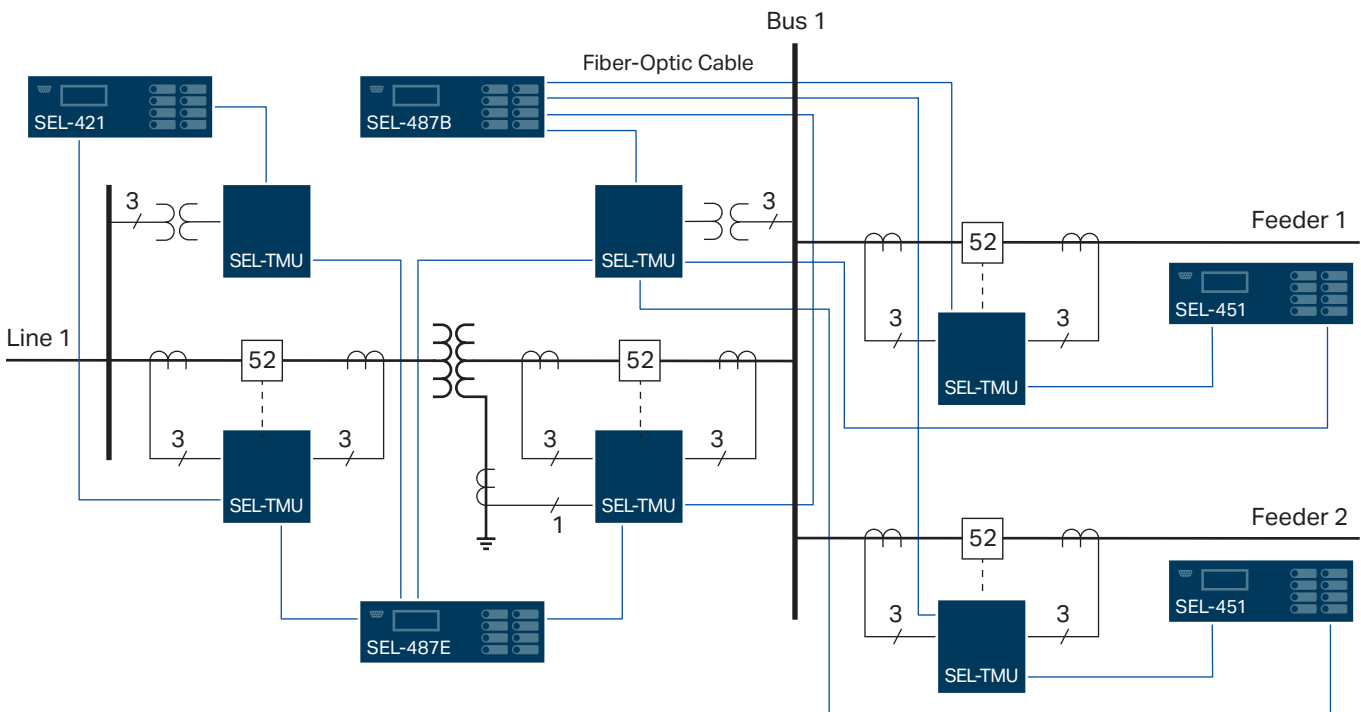 Bus 1
Fiber-Optic Cable
SEL-421
SEL-487B
3
SEL-TMU
SEL-TMU
3
52
Feeder 1
SEL-451
3
SEL-TMU
3
Line 1
52
52
3
SEL-TMU
3
3
SEL-TMU
3
1
52
Feeder 2
SEL-451
3
SEL-TMU
3
SEL-487E